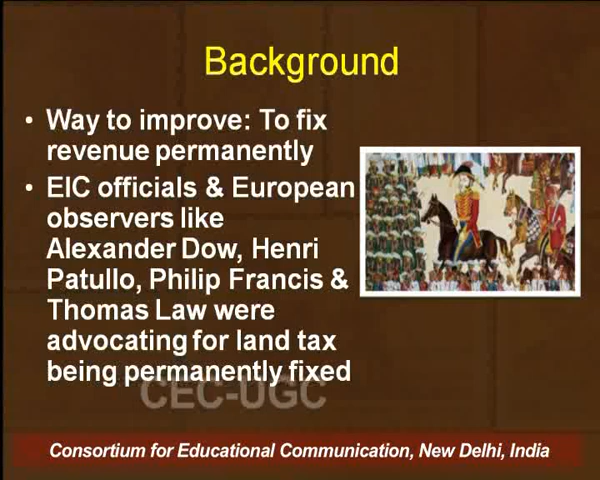 Background
• Way to improve: To fix
revenue permanently
• EIC officials & European
observers like
Alexander Dow, Henri
Patullo, Philip Francis &
Thomas Law were
advocating for land tax
being permanently fixed
CEC-UGC
Consortium for Educational Communication, New Delhi, India